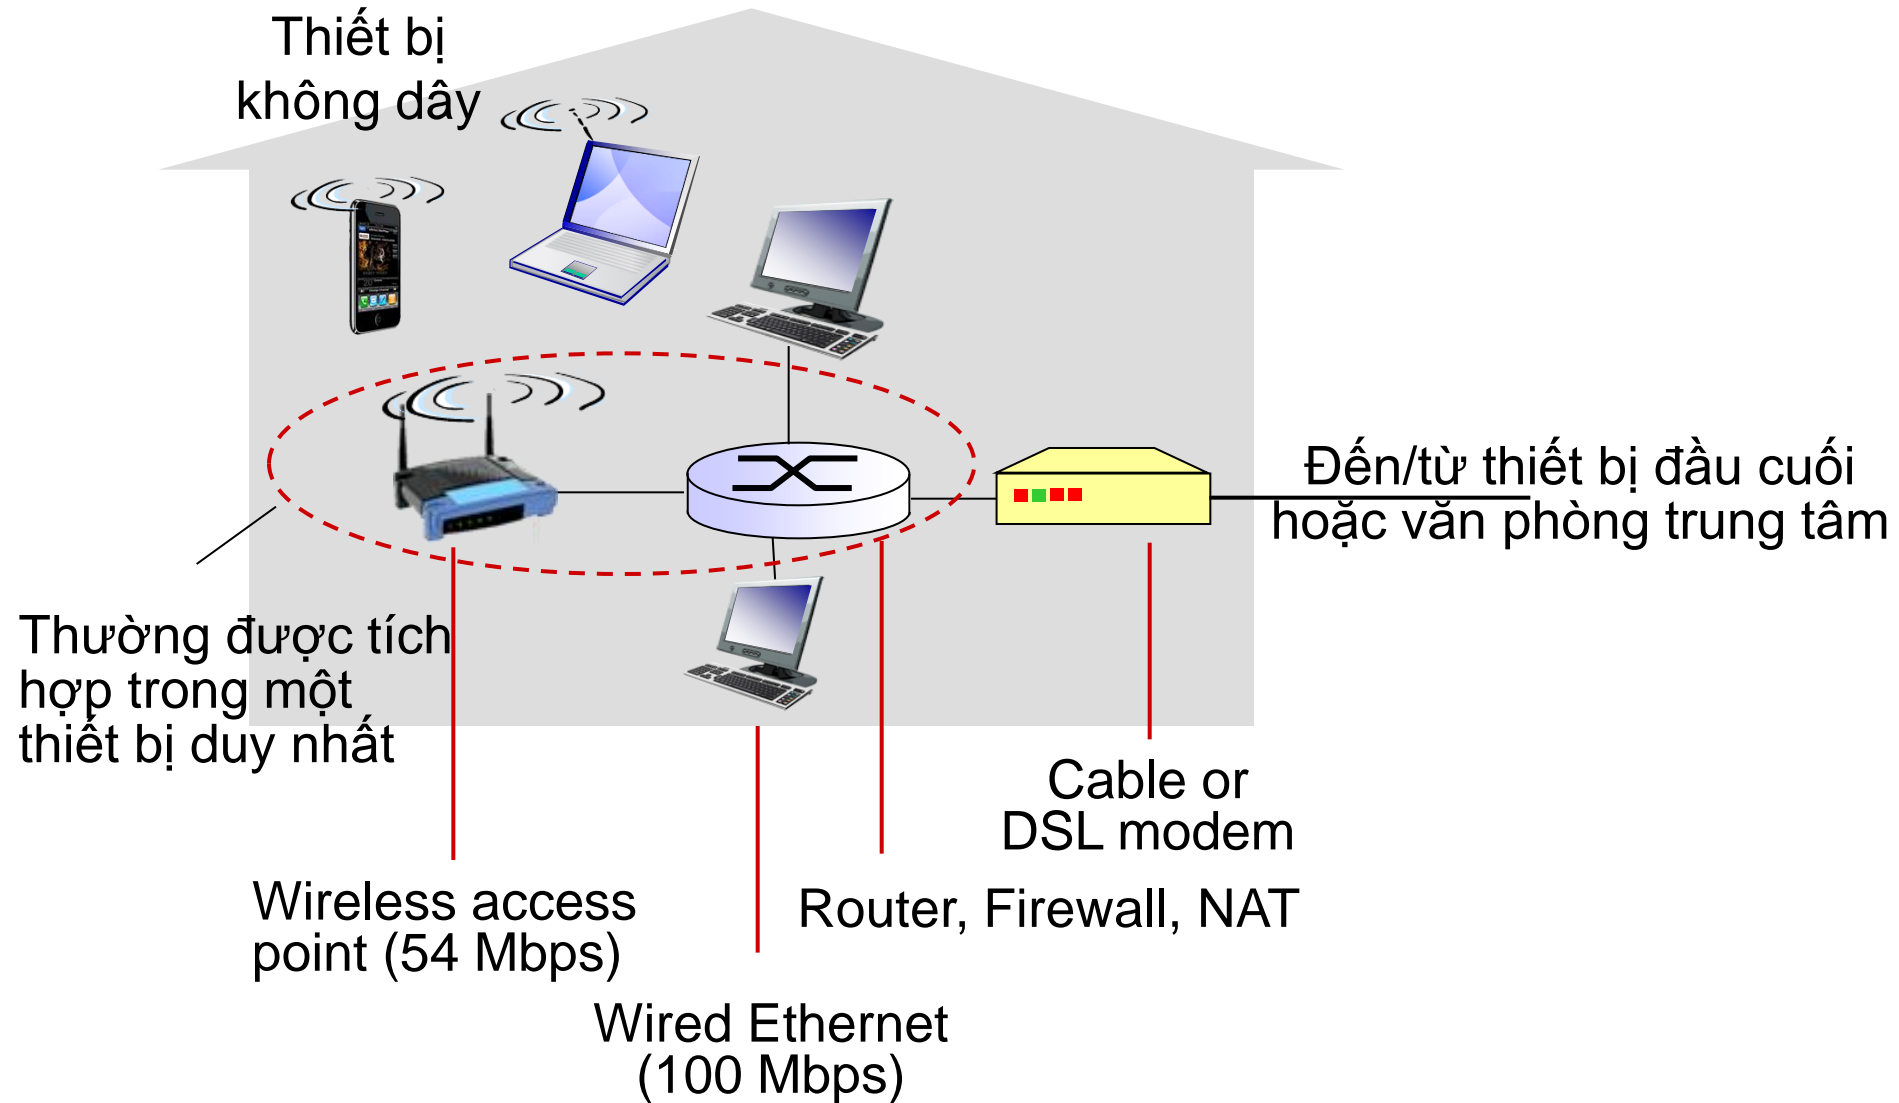 Thiết bị
không dây
Đến/từ thiết bị đầu cuối
hoặc văn phòng trung tâm
Thường được tích
hợp trong một
thiết bị duy nhất
Cable or
DSL modem
Wireless access
point (54 Mbps)
Router, Firewall, NAT
Wired Ethernet
(100 Mbps)